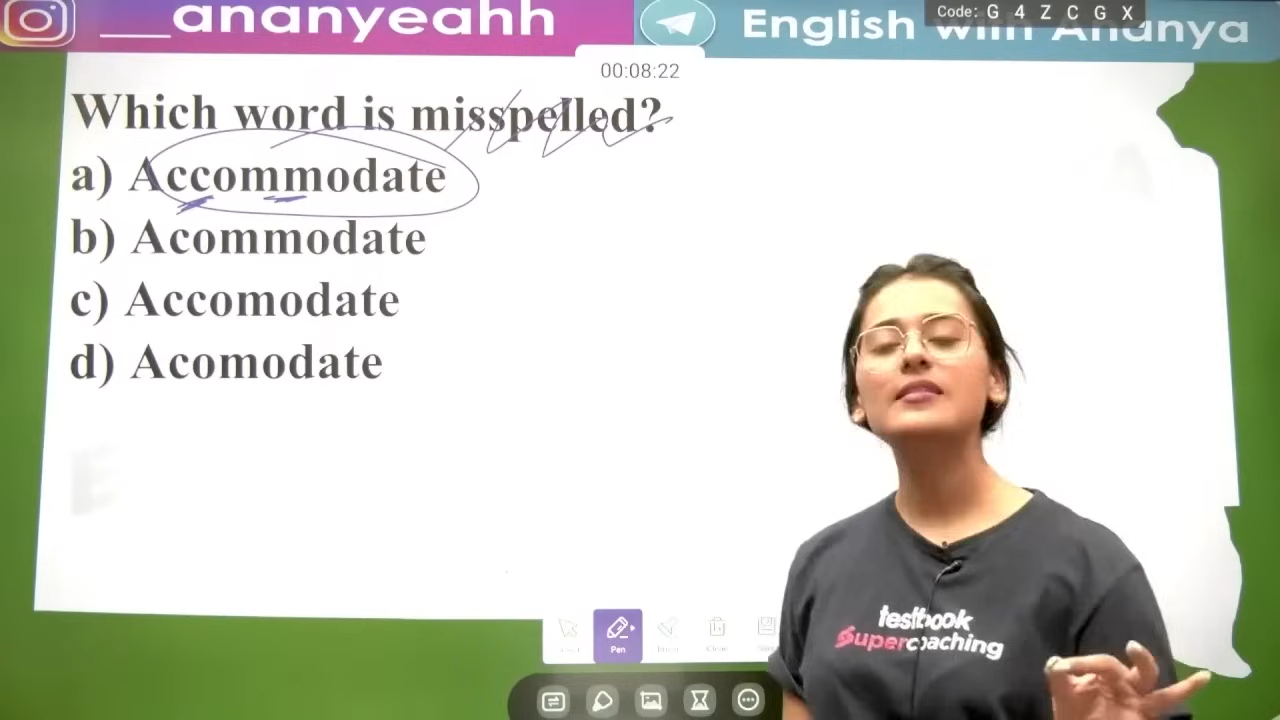 ___ananyeahh
English with Ananya
Code: G 4 Z C G X
00:08:22
Which word is misspelled?
a) Accommodate
b) Acommodate
c) Accomodate
d) Acomodate
testbook
Supercoaching
Pen